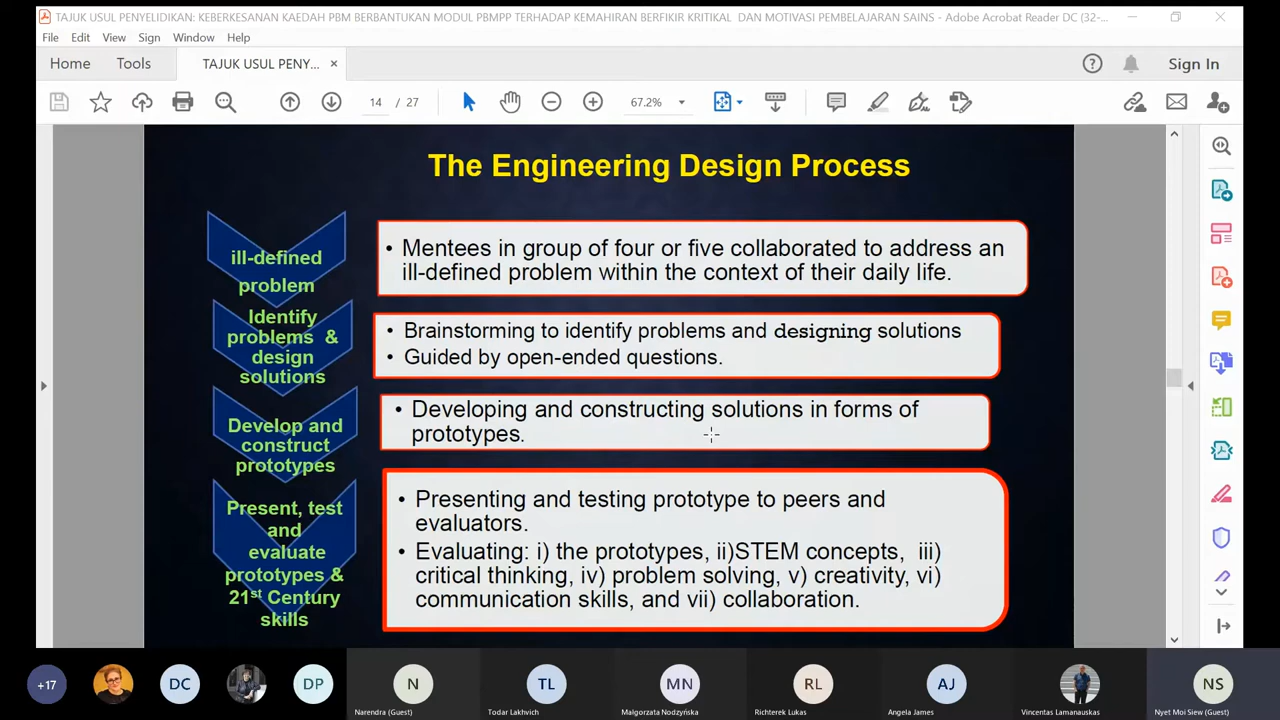 TAJUK USUL PENYELIDIKAN: KEBERKESANAN KAEDAH PBM BERBANTUKAN MODUL PBMPP TERHADAP KEMAHIRAN BERFIKIR KRITIKAL DAN MOTIVASI PEMBELAJARAN SAINS - Adobe Acrobat Reader DC (32-...
File Edit View Sign Window Help
Home Tools TAJUK USUL PENY... × Sign In
14 / 27 67.2%
The Engineering Design Process
ill-defined
problem
• Mentees in group of four or five collaborated to address an
ill-defined problem within the context of their daily life.
Identify
problems &
design
solutions
• Brainstorming to identify problems and designing solutions
• Guided by open-ended questions.
Develop and
construct
prototypes
• Developing and constructing solutions in forms of
prototypes.
Present, test
and
evaluate
prototypes &
21st Century
skills
• Presenting and testing prototype to peers and
evaluators.
• Evaluating: i) the prototypes, ii)STEM concepts, iii)
critical thinking, iv) problem solving, v) creativity, vi)
communication skills, and vii) collaboration.
+17 DC DP N TL MN RL AJ NS
Narendra (Guest) Todar Lakhvich Małgorzata Nodzyńska Richterek Lukas Angela James Vincentas Lamanauskas Nyet Moi Siew (Guest)